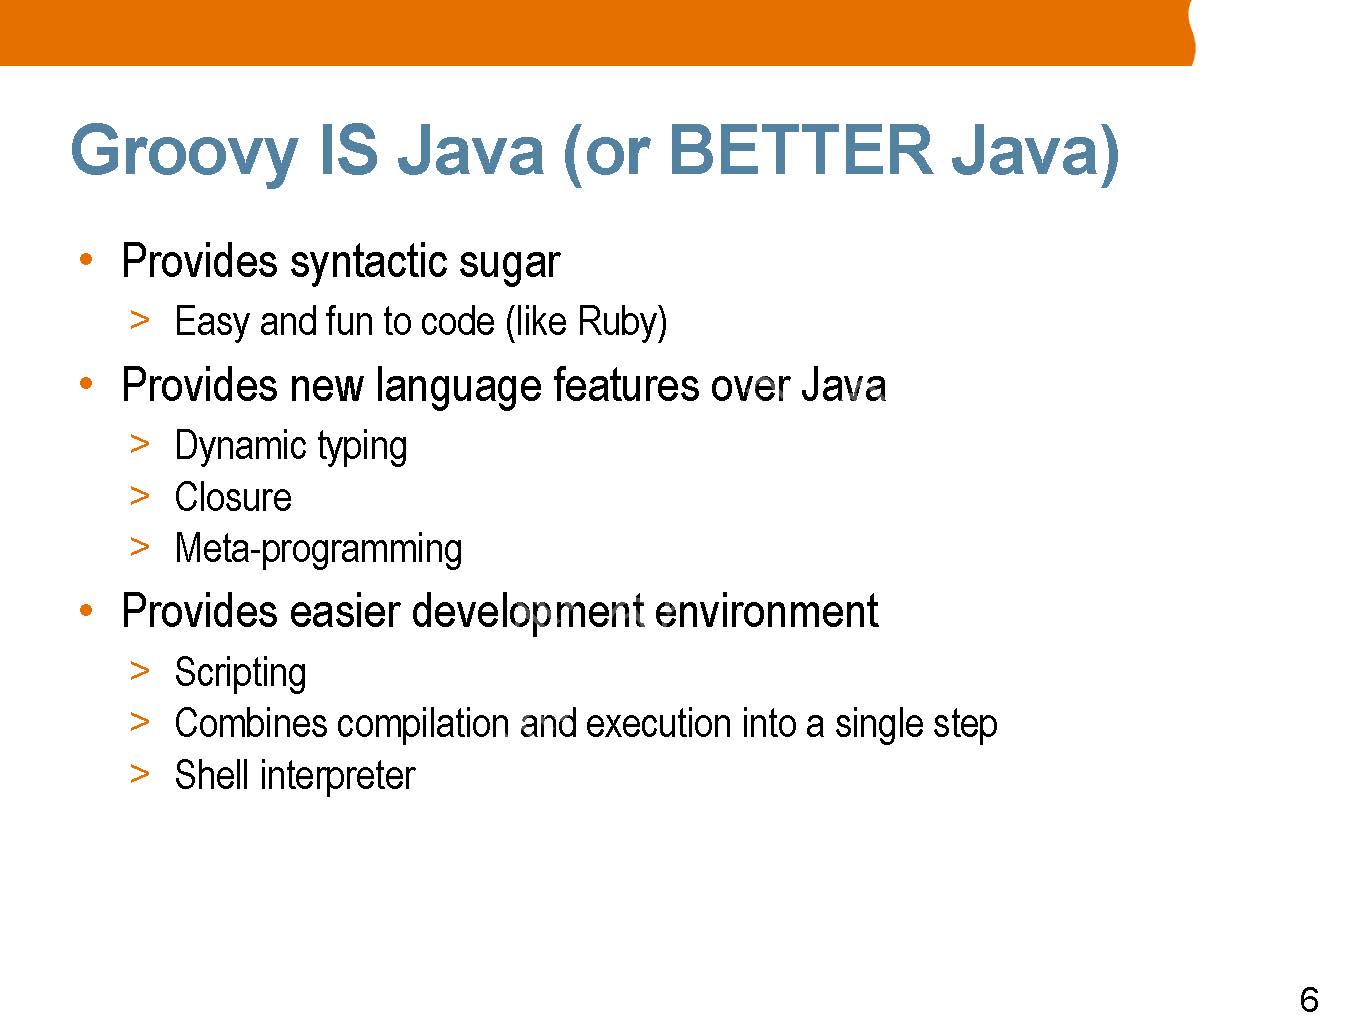 Groovy IS Java (or BETTER Java)
• Provides syntactic sugar
> Easy and fun to code (like Ruby)
• Provides new language features over Java
> Dynamic typing
> Closure
> Meta-programming
• Provides easier development environment
> Scripting
> Combines compilation and execution into a single step
> Shell interpreter
6